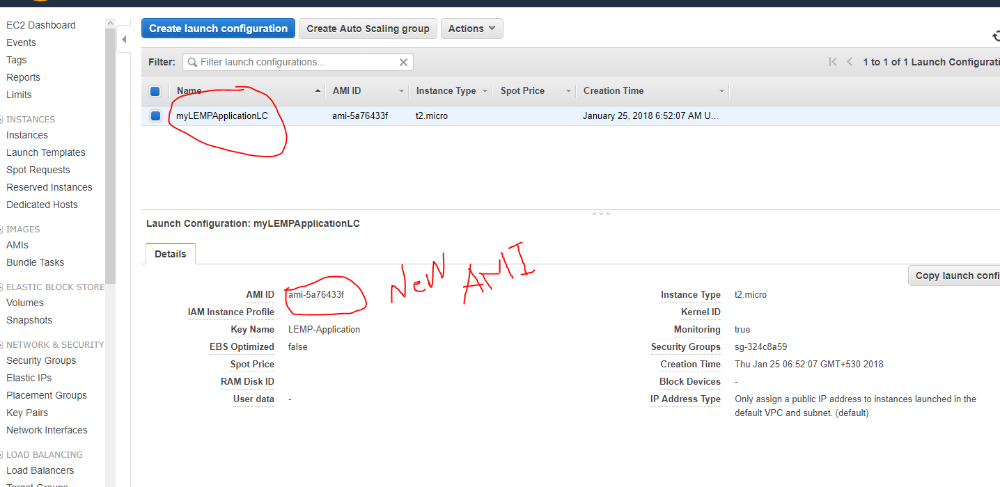 EC2 Dashboard
Events
Tags
Reports
Limits
INSTANCES
Instances
Launch Templates
Spot Requests
Reserved Instances
Dedicated Hosts
IMAGES
AMIs
Bundle Tasks
ELASTIC BLOCK STORE
Volumes
Snapshots
NETWORK & SECURITY
Security Groups
Elastic IPs
Placement Groups
Key Pairs
Network Interfaces
LOAD BALANCING
Load Balancers
Target Groups
Create launch configuration Create Auto Scaling group Actions
Filter: Filter launch configurations... 1 to 1 of 1 Launch Configurati
Name AMI ID Instance Type Spot Price Creation Time
myLEMPApplicationLC ami-5a76433f t2.micro January 25, 2018 6:52:07 AM U...
Launch Configuration: myLEMPApplicationLC
Details
NeW AMI
Copy launch confi
AMI ID ami-5a76433f
IAM Instance Profile
Key Name LEMP-Application
EBS Optimized false
Spot Price
RAM Disk ID
User data -
Instance Type t2.micro
Kernel ID
Monitoring true
Security Groups sg-324c8a59
Creation Time Thu Jan 25 06:52:07 GMT+530 2018
Block Devices -
IP Address Type Only assign a public IP address to instances launched in the
default VPC and subnet. (default)